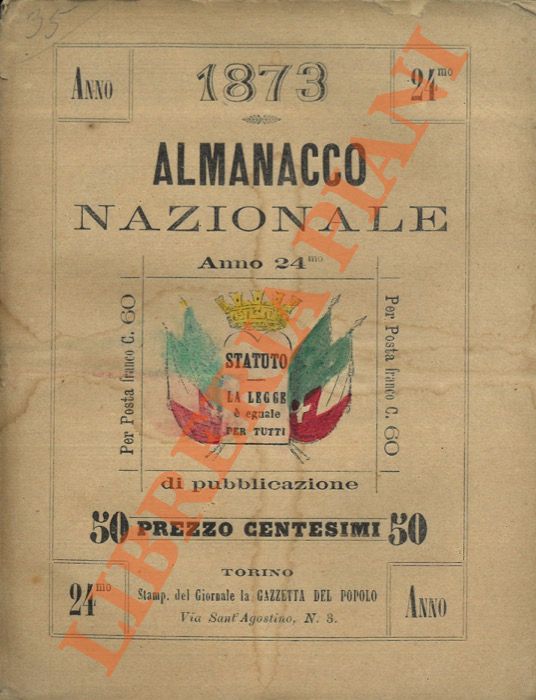 35
ANNO 1873 24mo
ALMANACCO
NAZIONALE
Anno 24mo
Per Posta franco C. 60
STATUTO
LA LEGGE
è eguale
PER TUTTI
Per Posta franco C. 60
di pubblicazione
50 PREZZO CENTESIMI 50
TORINO
24mo Stamp. del Giornale la GAZZETTA DEL POPOLO ANNO
Via Sant'Agostino, N. 3.
LIBRERIA PIANI